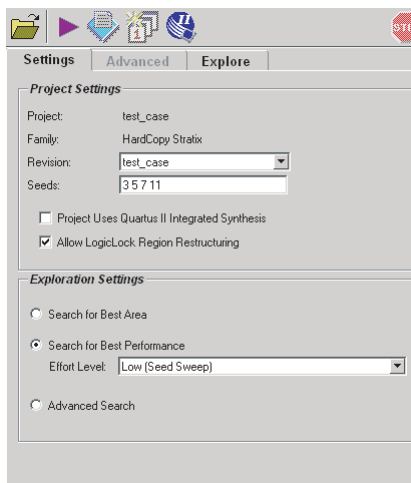 STO
Settings Advanced Explore
Project Settings
Project: test_case
Family: HardCopy Stratix
Revision: test_case
Seeds: 3 5 7 11
Project Uses Quartus II Integrated Synthesis
Allow LogicLock Region Restructuring
Exploration Settings
Search for Best Area
Search for Best Performance
Effort Level: Low (Seed Sweep)
Advanced Search